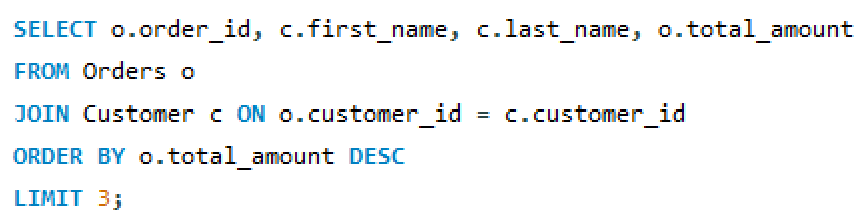 SELECT o.order_id, c.first_name, c.last_name, o.total_amount
FROM Orders o
JOIN Customer c ON o.customer_id = c.customer_id
ORDER BY o.total_amount DESC
LIMIT 3;